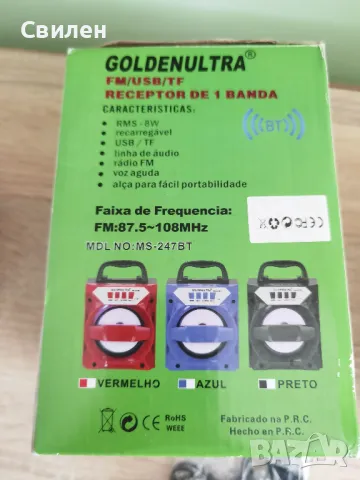 Свилен
GOLDENULTRA®
FM/USB/TF
RECEPTOR DE 1 BANDA
CARACTERISTICAS:
• RMS - 8W
• recarregável
• USB / TF
• linha de áudio
• rádio FM
• voz aguda
• alça para fácil portabilidade
((BT))
Faixa de Frequencia:
FM:87.5~108MHz
MDL NO:MS-247BT
VERMELHO
AZUL
PRETO
CE
RoHS
WEEE
Fabricado na P.R.C.
Hecho en P.R.C.
BAZAR